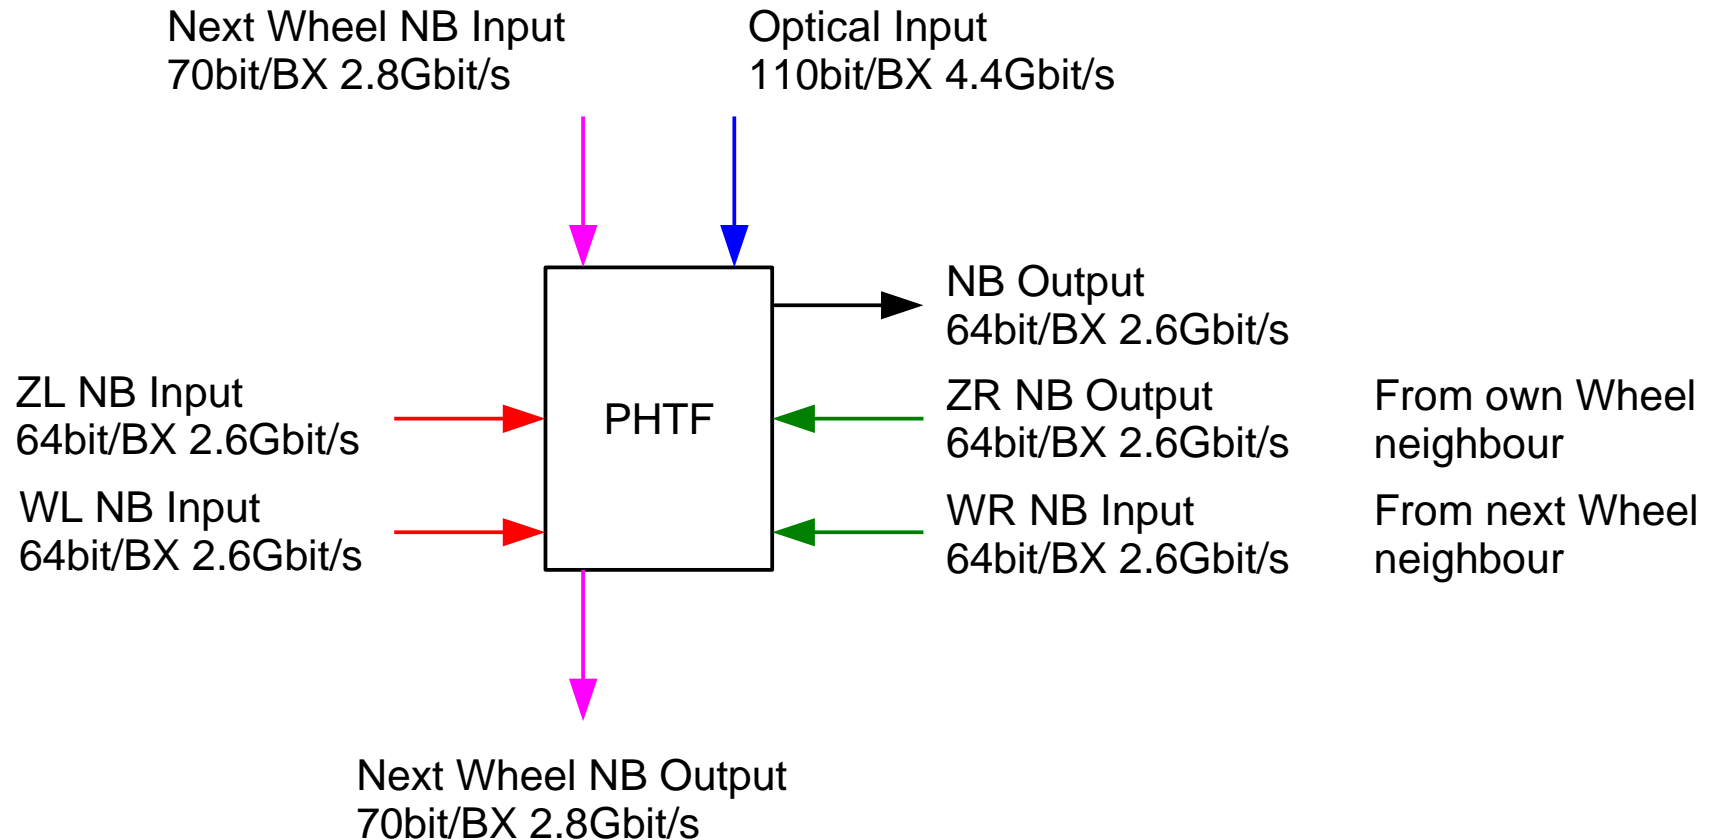 Next Wheel NB Input
70bit/BX 2.8Gbit/s
Optical Input
110bit/BX 4.4Gbit/s
NB Output
64bit/BX 2.6Gbit/s
ZL NB Input
64bit/BX 2.6Gbit/s
PHTF
ZR NB Output
64bit/BX 2.6Gbit/s
From own Wheel
neighbour
WL NB Input
64bit/BX 2.6Gbit/s
WR NB Input
64bit/BX 2.6Gbit/s
From next Wheel
neighbour
Next Wheel NB Output
70bit/BX 2.8Gbit/s